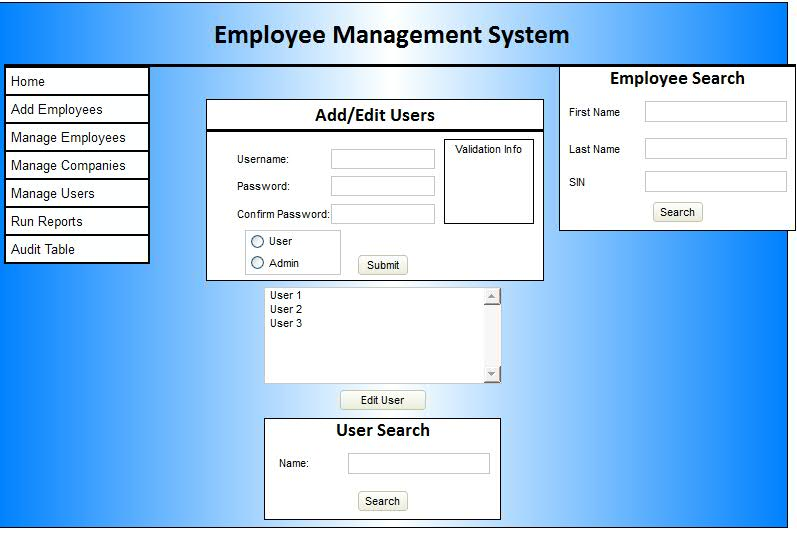 Employee Management System
Home
Add Employees
Manage Employees
Manage Companies
Manage Users
Run Reports
Audit Table
Add/Edit Users
Username:
Password:
Confirm Password:
Validation Info
User
Admin
Submit
User 1
User 2
User 3
Edit User
User Search
Name:
Search
Employee Search
First Name
Last Name
SIN
Search